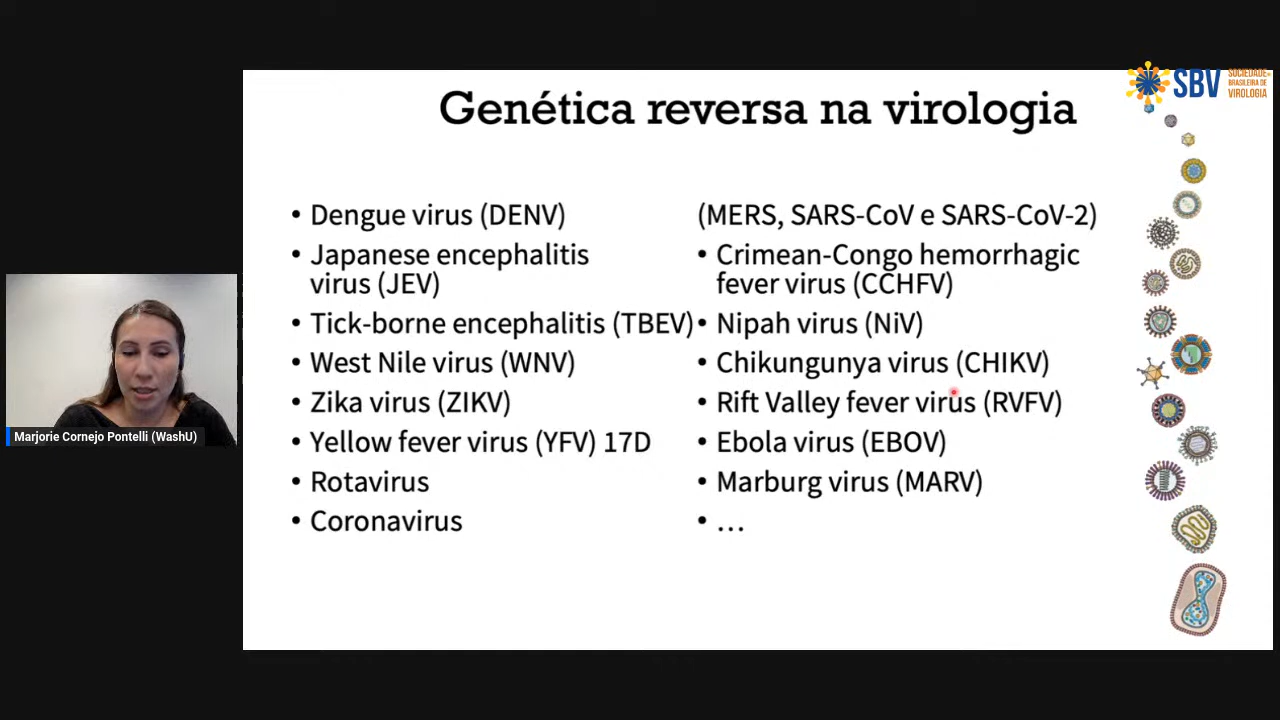 Genética reversa na virologia
SBV
SOCIEDADE
BRASILEIRA DE
VIROLOGIA
• Dengue virus (DENV)
• Japanese encephalitis
virus (JEV)
• Tick-borne encephalitis (TBEV)
• West Nile virus (WNV)
• Zika virus (ZIKV)
• Yellow fever virus (YFV) 17D
• Rotavirus
• Coronavirus
(MERS, SARS-CoV e SARS-CoV-2)
• Crimean-Congo hemorrhagic
fever virus (CCHFV)
• Nipah virus (NiV)
• Chikungunya virus (CHIKV)
• Rift Valley fever virus (RVFV)
• Ebola virus (EBOV)
• Marburg virus (MARV)
• ...
Marjorie Cornejo Pontelli (WashU)